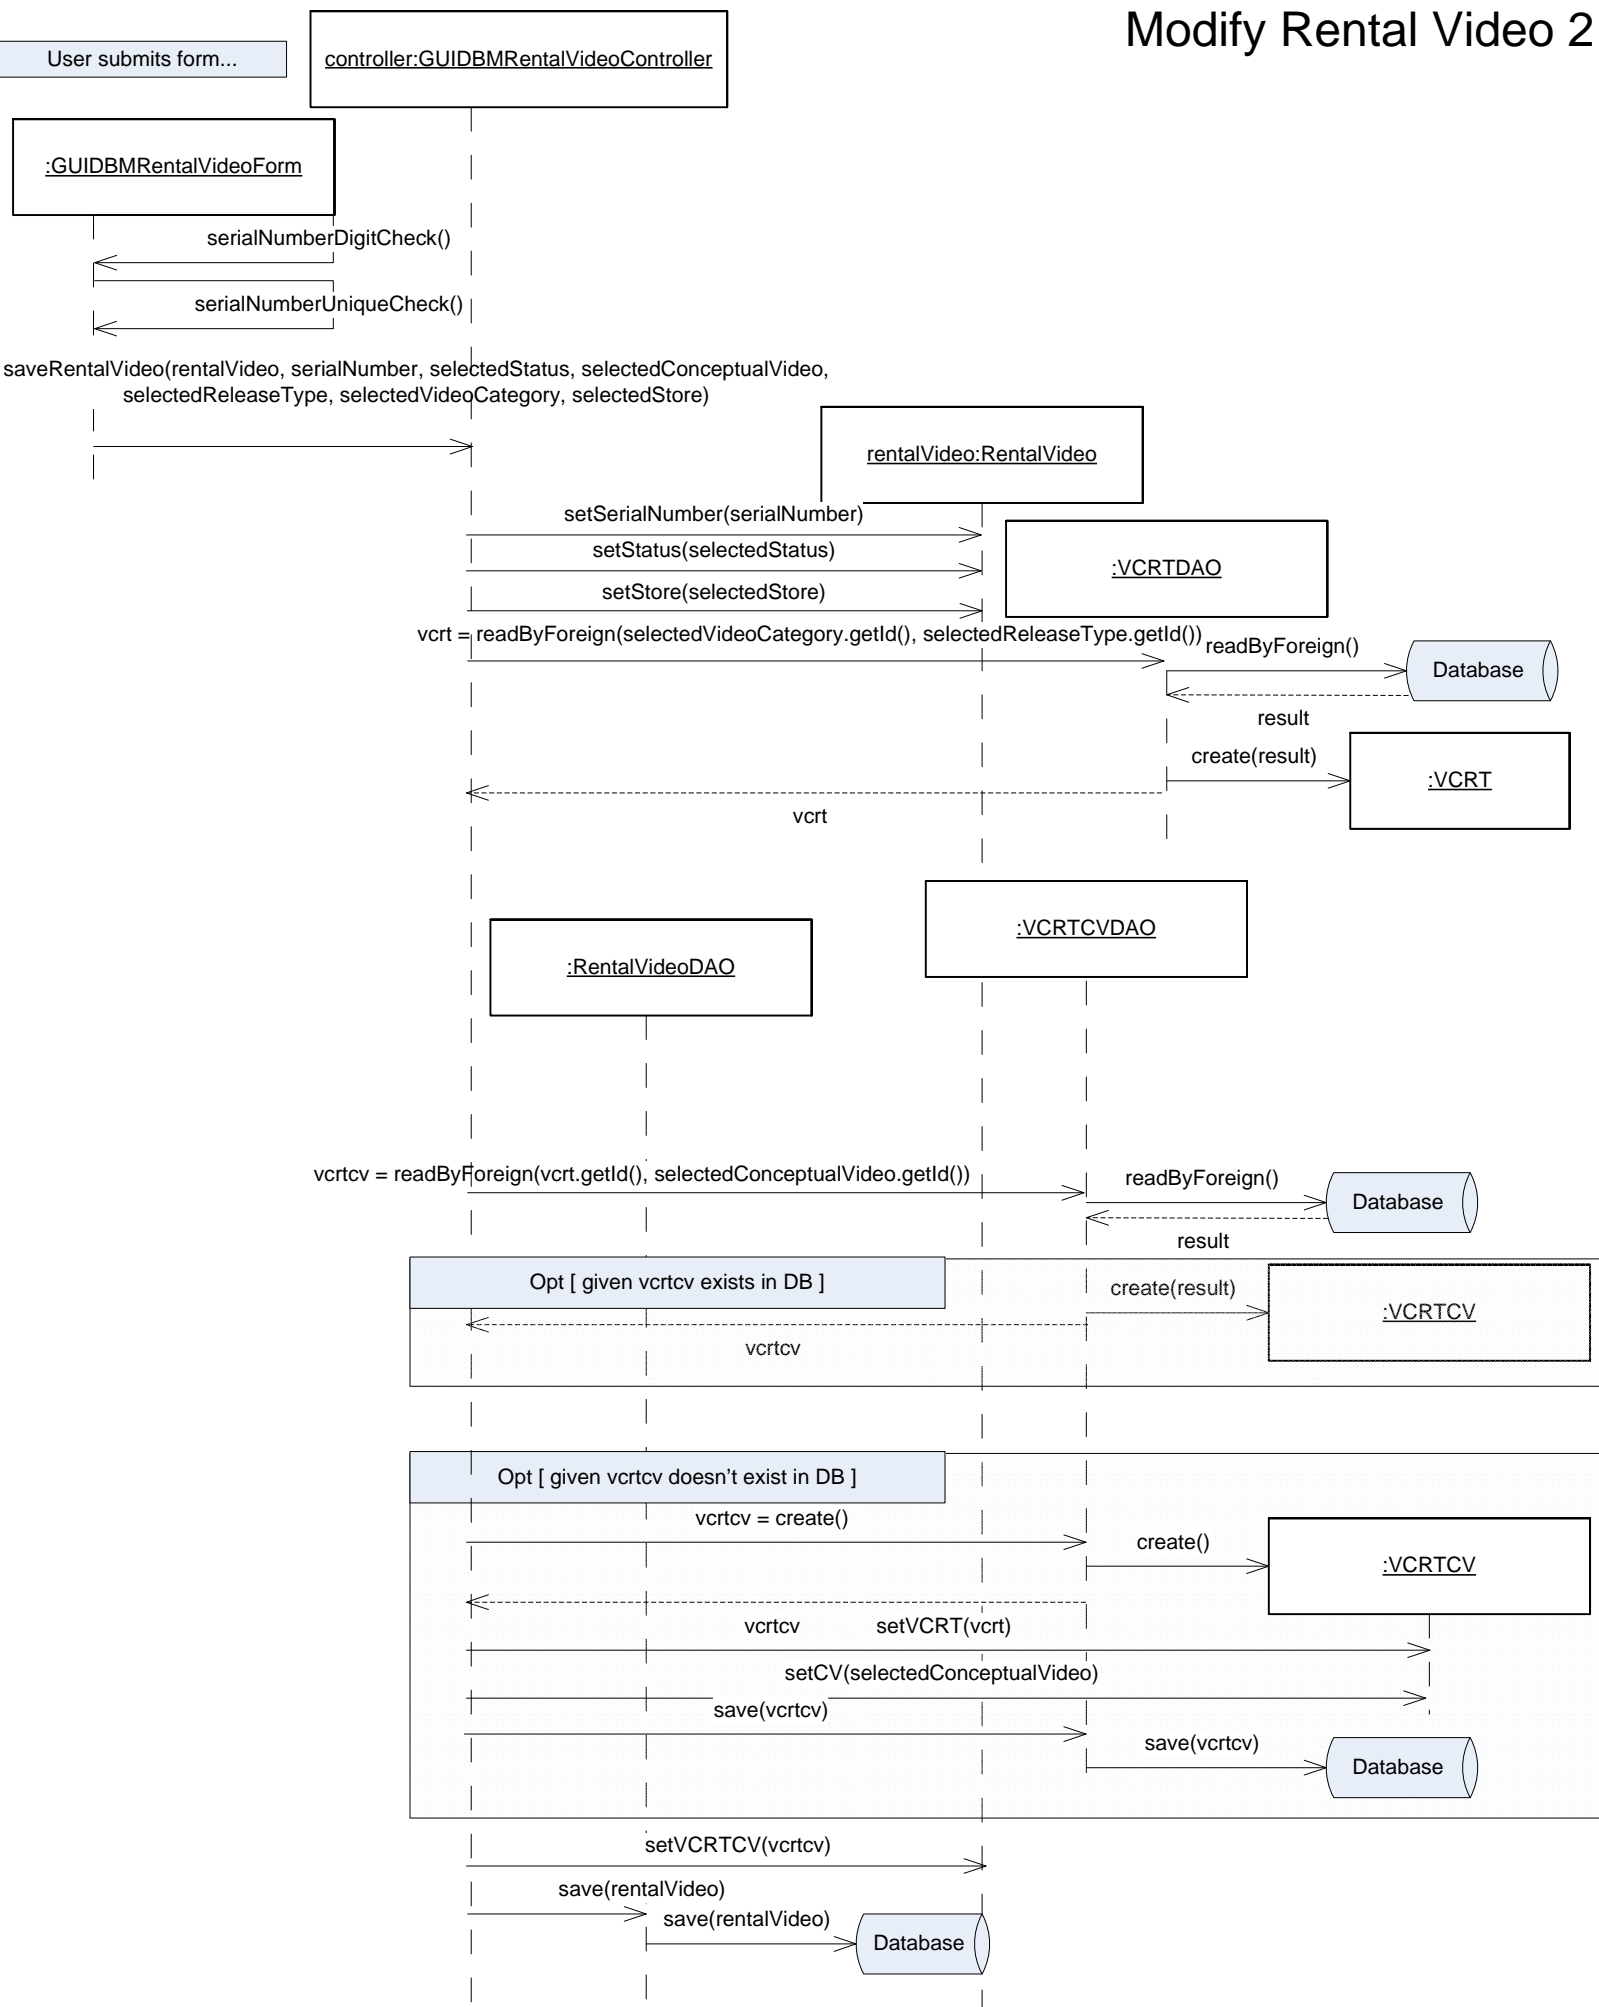 Modify Rental Video 2
User submits form...
controller:GUIDBMRentalVideoController
:GUIDBMRentalVideoForm
serialNumberDigitCheck()
serialNumberUniqueCheck()
saveRentalVideo(rentalVideo, serialNumber, selectedStatus, selectedConceptualVideo,
selectedReleaseType, selectedVideoCategory, selectedStore)
rentalVideo:RentalVideo
setSerialNumber(serialNumber)
setStatus(selectedStatus)
:VCRTDAO
setStore(selectedStore)
vcrt = readByForeign(selectedVideoCategory.getId(), selectedReleaseType.getId())
readByForeign()
Database
result
create(result)
:VCRT
vcrt
:VCRTCVDAO
:RentalVideoDAO
vcrtcv = readByForeign(vcrt.getId(), selectedConceptualVideo.getId())
readByForeign()
Database
result
Opt [ given vcrtcv exists in DB ]
create(result)
:VCRTCV
vcrtcv
Opt [ given vcrtcv doesn't exist in DB ]
vcrtcv = create()
create()
:VCRTCV
vcrtcv
setVCRT(vcrt)
setCV(selectedConceptualVideo)
save(vcrtcv)
save(vcrtcv)
Database
setVCRTCV(vcrtcv)
save(rentalVideo)
save(rentalVideo)
Database